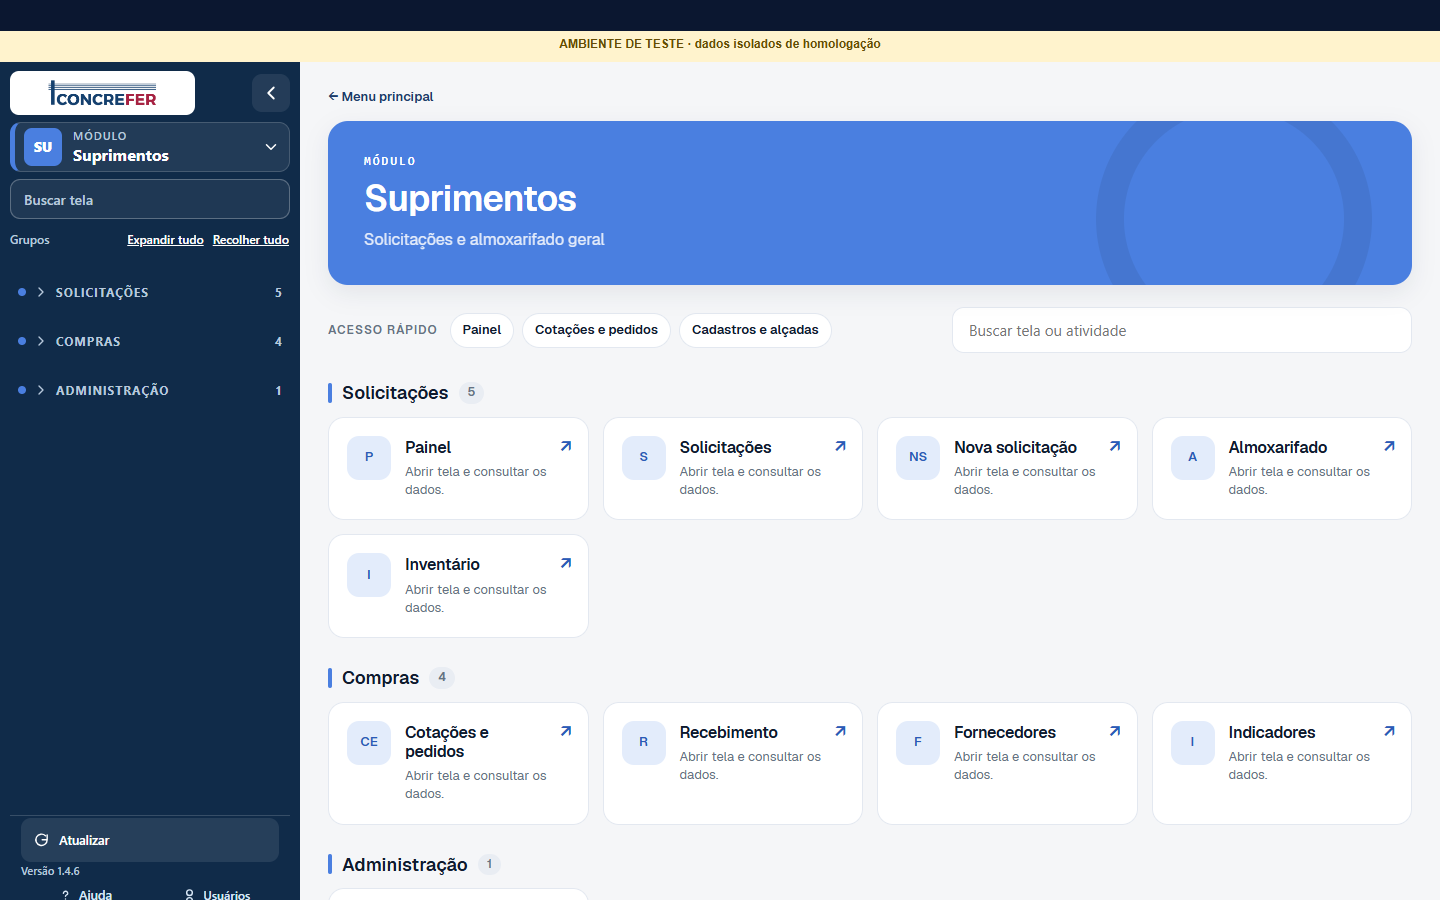 AMBIENTE DE TESTE · dados isolados de homologação
CONCREFER
SU
MÓDULO
Suprimentos
Buscar tela
Grupos
Expandir tudo
Recolher tudo
SOLICITAÇÕES 5
COMPRAS 4
ADMINISTRAÇÃO 1
Atualizar
Versão 1.4.6
? Ajuda
Usuários
← Menu principal
MÓDULO
Suprimentos
Solicitações e almoxarifado geral
ACESSO RÁPIDO
Painel
Cotações e pedidos
Cadastros e alçadas
Buscar tela ou atividade
Solicitações 5
P
Painel
Abrir tela e consultar os
dados.
S
Solicitações
Abrir tela e consultar os
dados.
NS
Nova solicitação
Abrir tela e consultar os
dados.
A
Almoxarifado
Abrir tela e consultar os
dados.
I
Inventário
Abrir tela e consultar os
dados.
Compras 4
CE
Cotações e
pedidos
Abrir tela e consultar os
dados.
R
Recebimento
Abrir tela e consultar os
dados.
F
Fornecedores
Abrir tela e consultar os
dados.
I
Indicadores
Abrir tela e consultar os
dados.
Administração 1